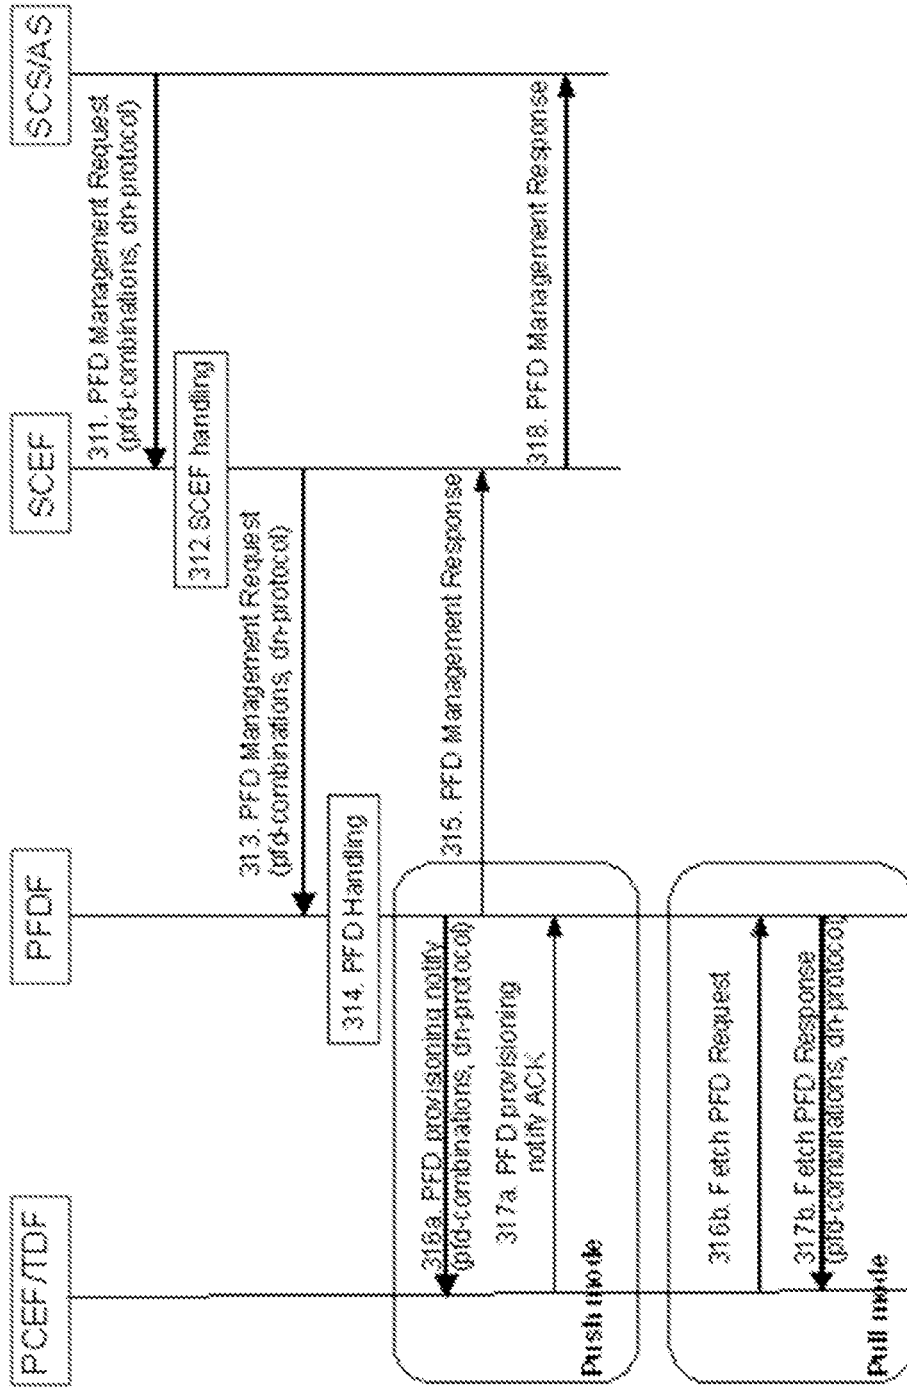 PCEF/TDF
PFDF
SCEF
SCS/AS
311. PFD Management Request
(pfd-combinations, dn-protocol)
312. SCEF handling
313. PFD Management Request
(pfd-combinations, dn-protocol)
314. PFD Handling
316a. PFD provisioning notify
(pfd-combinations, dn-protocol)
315. PFD Management Response
317a. PFD provisioning
notify ACK
318. PFD Management Response
Push mode
316b. Fetch PFD Request
317b. Fetch PFD Response
(pfd-combinations, dn-protocol)
Pull mode